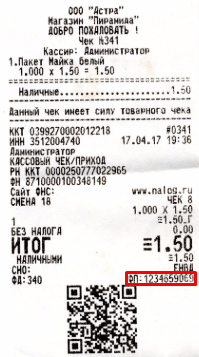 ООО "Астра"
Магазин "Пирамида"
ДОБРО ПОЖАЛОВАТЬ !
Чек №341
Кассир: Администратор
1.Пакет Майка белый
1.000 x 1.50 = 1.50
Наличные 1.50
Данный чек имеет силу товарного чека
ККТ 0399270002012218 #0341
ИНН 3512004740 17.04.17 19:36
Администратор
КАССОВЫЙ ЧЕК/ПРИХОД
РН ККТ 0000250777022965
ФН 8710000100348149
Сайт ФНС: www.nalog.ru
СМЕНА 18 ЧЕК 8
1.000 X 1.50
1 ≡1.50_Г
БЕЗ НАЛОГА 0.00
ИТОГ ≡1.50
НАЛИЧНЫМИ ≡1.50
СНО: ЕНВД
ФД:340 ФП:1234659069